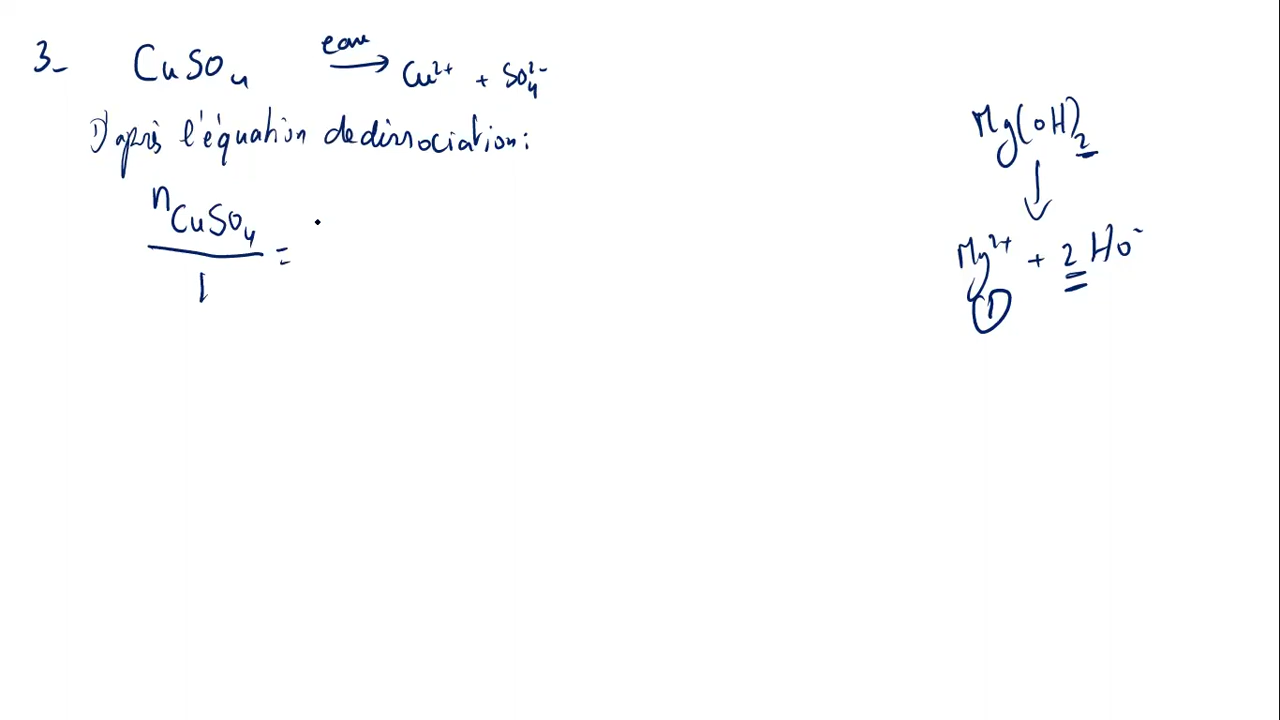 3- CuSO₄ eau → Cu²⁺ + SO₄²⁻
D'après l'équation de dissociation:
nCuSO₄ / 1 =
Mg(OH)₂
↓
Mg²⁺ + 2 HO⁻
1